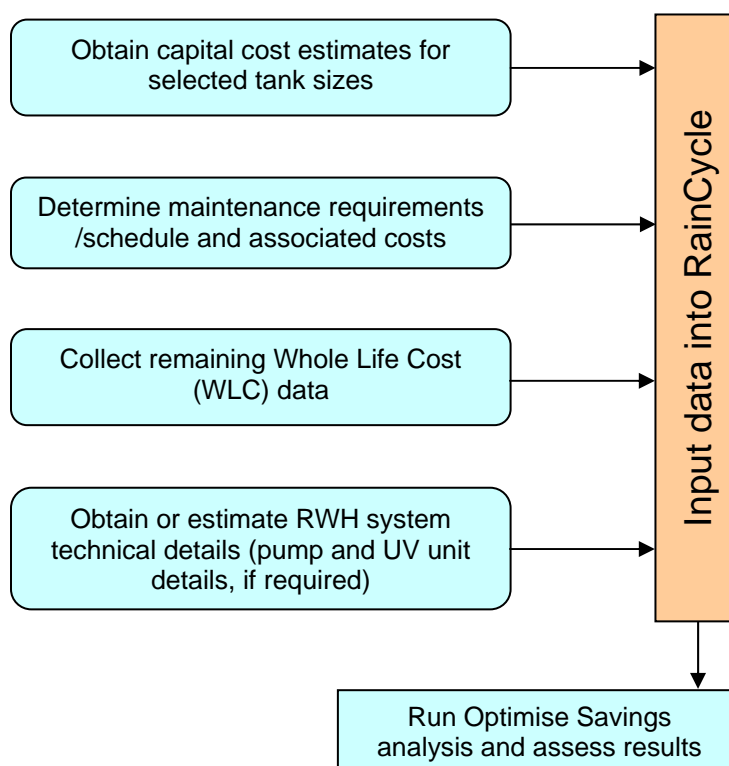 Obtain capital cost estimates for
selected tank sizes
Determine maintenance requirements
/schedule and associated costs
Collect remaining Whole Life Cost
(WLC) data
Obtain or estimate RWH system
technical details (pump and UV unit
details, if required)
Input data into RainCycle
Run Optimise Savings
analysis and assess results